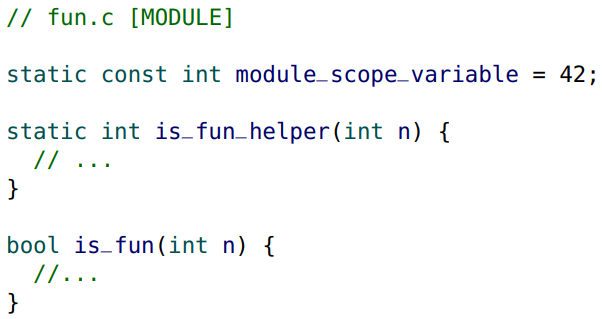 // fun.c [MODULE]
static const int module_scope_variable = 42;
static int is_fun_helper(int n) {
// ...
}
bool is_fun(int n) {
//...
}